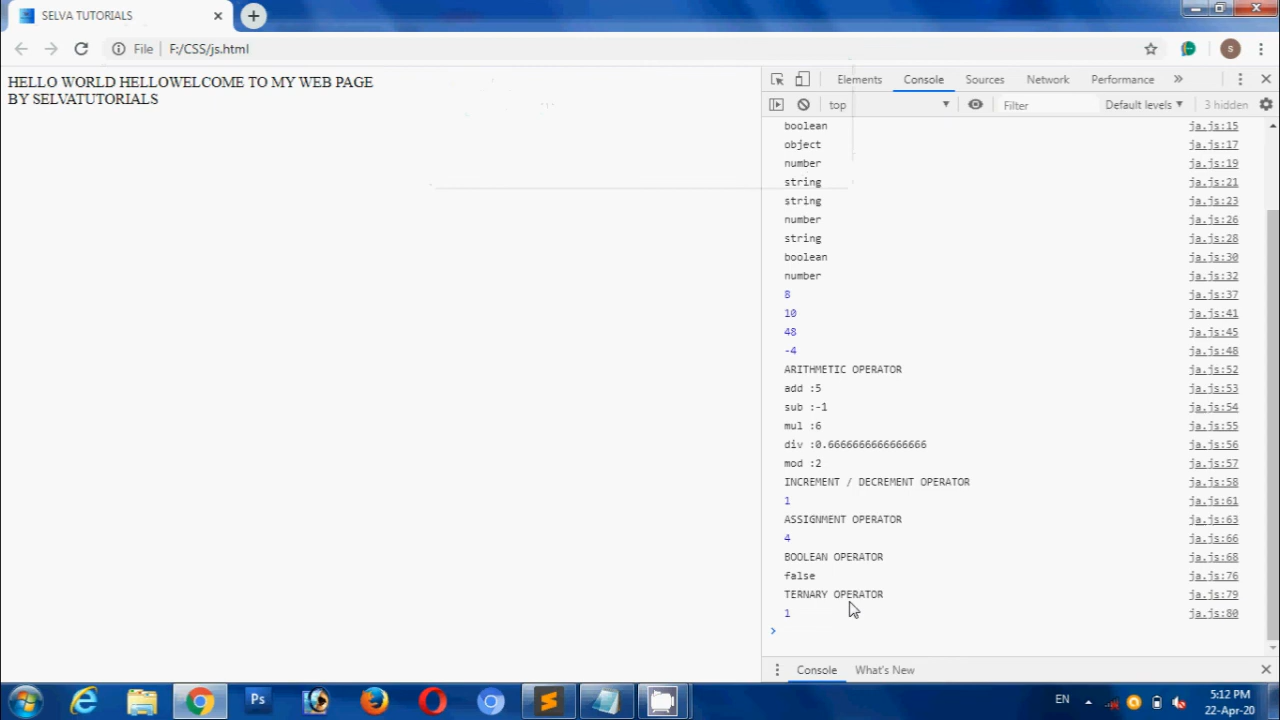 SELVA TUTORIALS
File F:/CSS/js.html
S
HELLO WORLD HELLOWELCOME TO MY WEB PAGE
BY SELVATUTORIALS
Elements Console Sources Network Performance
top Filter Default levels 3 hidden
boolean ja.js:15
object ja.js:17
number ja.js:19
string ja.js:21
string ja.js:23
number ja.js:26
string ja.js:28
boolean ja.js:30
number ja.js:32
8 ja.js:37
10 ja.js:41
48 ja.js:45
-4 ja.js:48
ARITHMETIC OPERATOR ja.js:52
add :5 ja.js:53
sub :-1 ja.js:54
mul :6 ja.js:55
div :0.6666666666666666 ja.js:56
mod :2 ja.js:57
INCREMENT / DECREMENT OPERATOR ja.js:58
1 ja.js:61
ASSIGNMENT OPERATOR ja.js:63
4 ja.js:66
BOOLEAN OPERATOR ja.js:68
false ja.js:76
TERNARY OPERATOR ja.js:79
1 ja.js:80
Console What's New
Ps
EN
5:12 PM
22-Apr-20